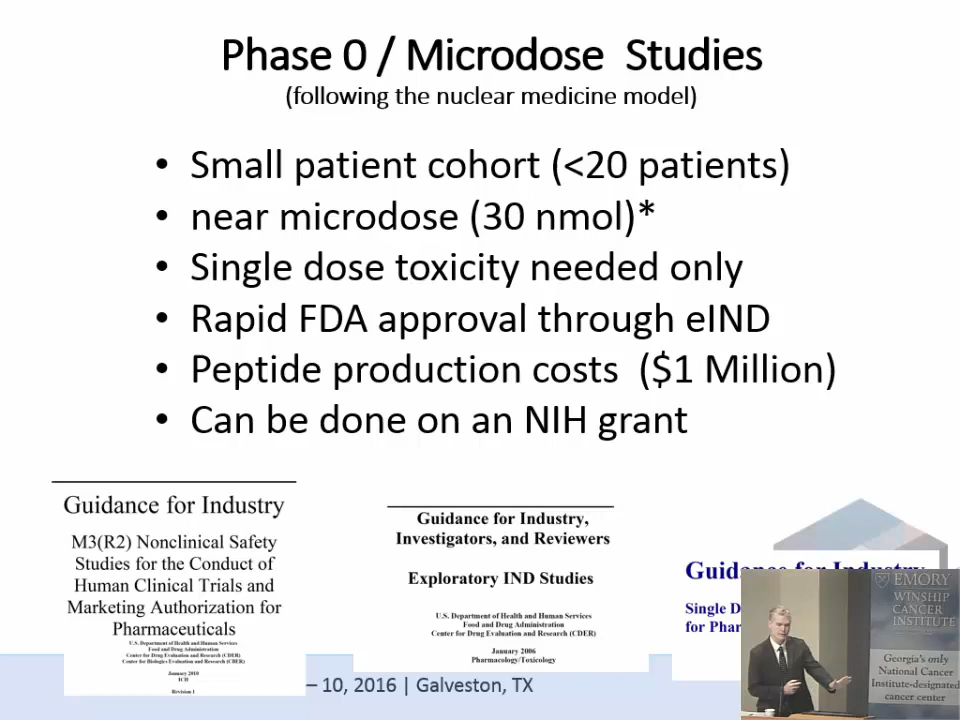 Phase 0 / Microdose Studies
(following the nuclear medicine model)
• Small patient cohort (<20 patients)
• near microdose (30 nmol)*
• Single dose toxicity needed only
• Rapid FDA approval through eIND
• Peptide production costs ($1 Million)
• Can be done on an NIH grant
Guidance for Industry
M3(R2) Nonclinical Safety
Studies for the Conduct of
Human Clinical Trials and
Marketing Authorization for
Pharmaceuticals
U.S. Department of Health and Human Services
Food and Drug Administration
Center for Drug Evaluation and Research (CDER)
Center for Biologics Evaluation and Research (CBER)
January 2010
ICH
Revision 1
Guidance for Industry,
Investigators, and Reviewers
Exploratory IND Studies
U.S. Department of Health and Human Services
Food and Drug Administration
Center for Drug Evaluation and Research (CDER)
January 2006
Pharmacology/Toxicology
Guidance for Industry
Single D
for Phar
– 10, 2016 | Galveston, TX
EMORY
WINSHIP
CANCER
INSTITUTE
Georgia's only
National Cancer
Institute-designated
cancer center